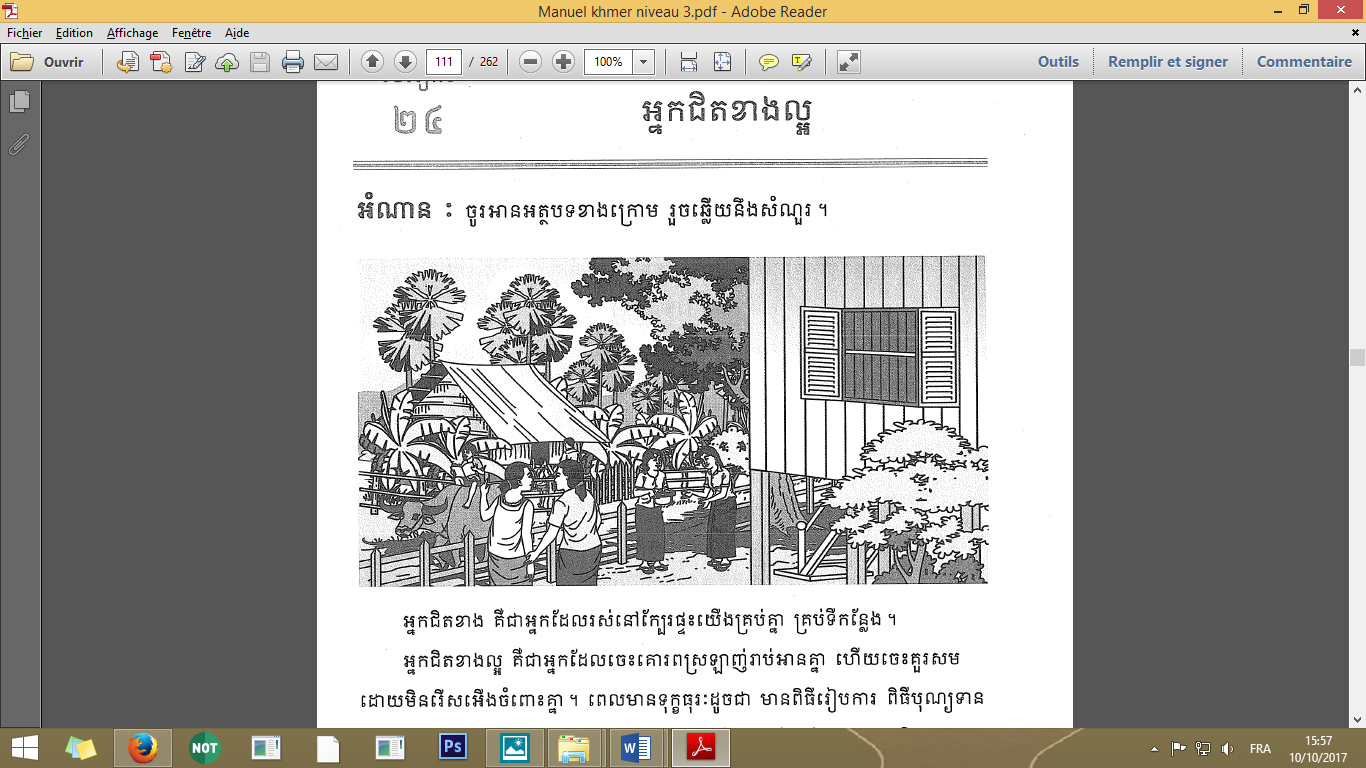 Manuel khmer niveau 3.pdf - Adobe Reader
Fichier Edition Affichage Fenêtre Aide
Ouvrir 111 / 262 100% Outils Remplir et signer Commentaire
២៤ អ្នកជិតខាងល្អ
អំណាន ៖ ចូរអានអត្ថបទខាងក្រោម រួចឆ្លើយនឹងសំណួរ ។
អ្នកជិតខាង គឺជាអ្នកដែលរស់នៅក្បែរផ្ទះយើងគ្រប់គ្នា គ្រប់ទីកន្លែង ។
អ្នកជិតខាងល្អ គឺជាអ្នកដែលចេះគោរពស្រឡាញ់រាប់អានគ្នា ហើយចេះគួរសម
ដោយមិនរើសអើងចំពោះគ្នា ។ ពេលមានទុក្ខធុរៈដូចជា មានពិធីរៀបការ ពិធីបុណ្យទាន
NOT
Ps
W
FRA
15:57
10/10/2017